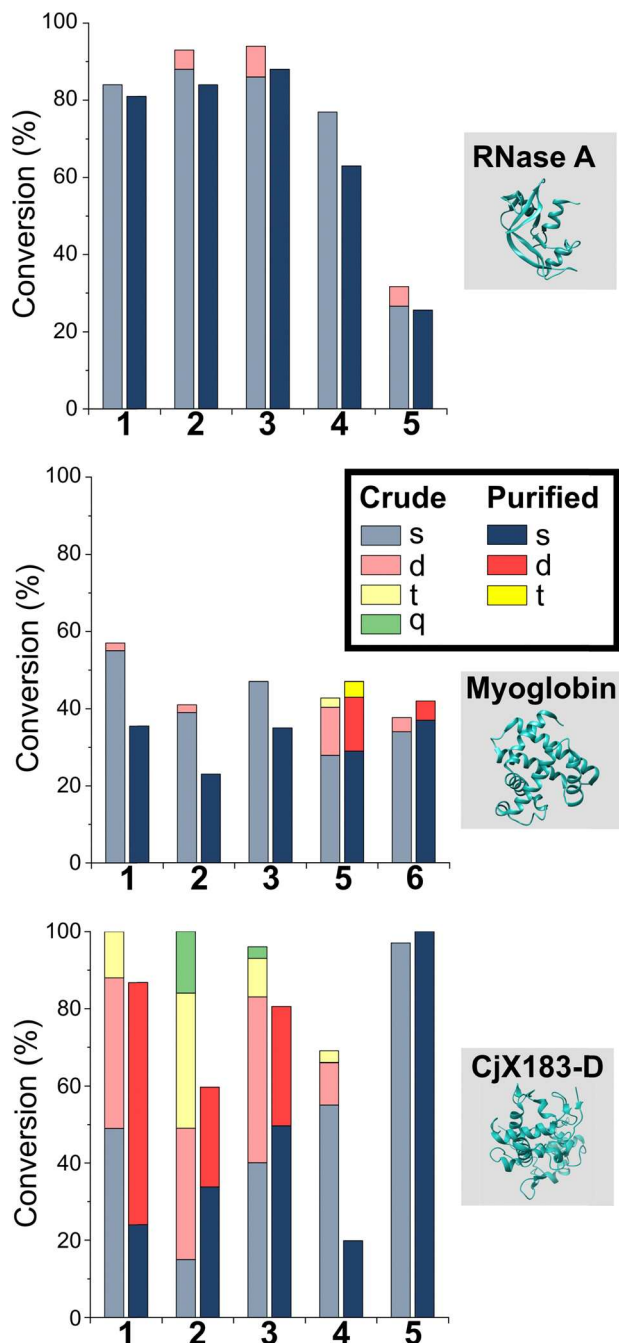 Conversion (%)
100
80
60
40
20
0
1 2 3 4 5
RNase A
Conversion (%)
100
80
60
40
20
0
1 2 3 5 6
Crude Purified
s s
d d
t t
q
Myoglobin
Conversion (%)
100
80
60
40
20
0
1 2 3 4 5
CjX183-D